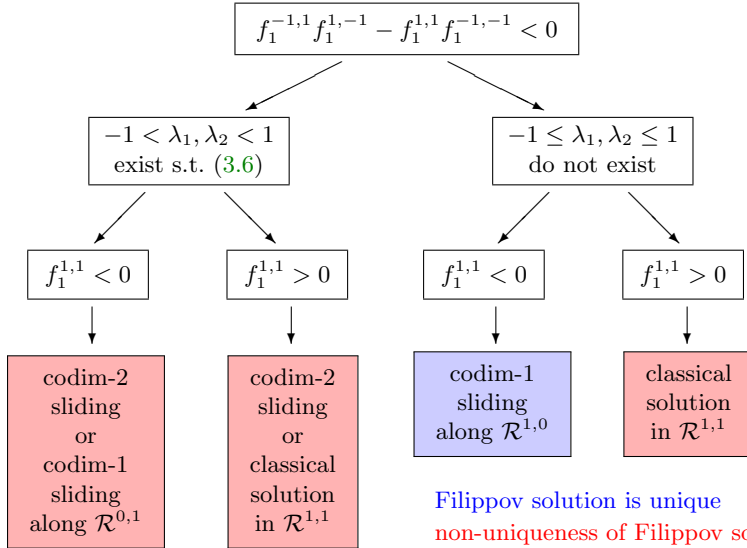 f_1^{-1,1} f_1^{1,-1} − f_1^{1,1} f_1^{-1,-1} < 0
−1 < λ_1, λ_2 < 1
exist s.t. (3.6)
−1 ≤ λ_1, λ_2 ≤ 1
do not exist
f_1^{1,1} < 0
f_1^{1,1} > 0
f_1^{1,1} < 0
f_1^{1,1} > 0
codim-2
sliding
or
codim-1
sliding
along ℛ^{0,1}
codim-2
sliding
or
classical
solution
in ℛ^{1,1}
codim-1
sliding
along ℛ^{1,0}
classical
solution
in ℛ^{1,1}
Filippov solution is unique
non-uniqueness of Filippov so